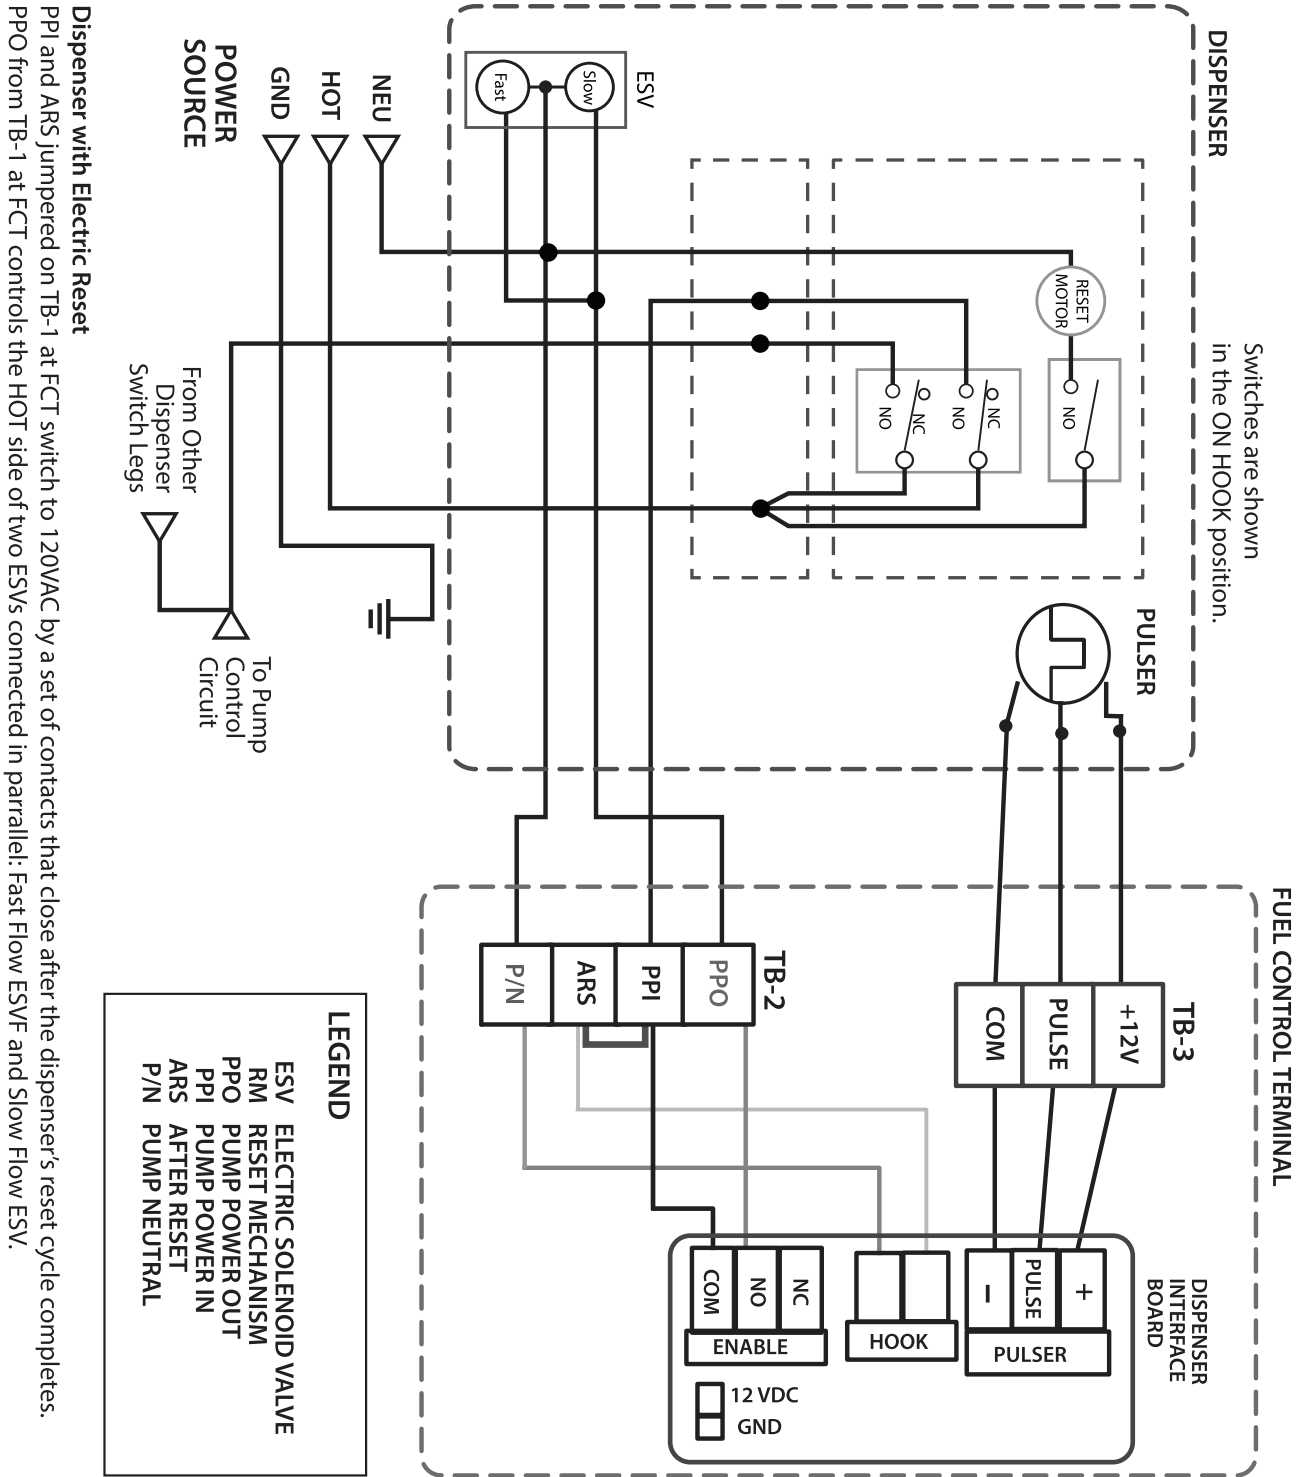 DISPENSER
Switches are shown
in the ON HOOK position.
FUEL CONTROL TERMINAL
PULSER
TB-3
+12V
PULSE
COM
DISPENSER
INTERFACE
BOARD
+
PULSE
–
PULSER
RESET
MOTOR
NO
NC
NO
NC
NO
HOOK
TB-2
PPO
PPI
ARS
P/N
NC
NO
COM
ENABLE
12 VDC
GND
ESV
Slow
Fast
NEU
HOT
GND
POWER
SOURCE
From Other
Dispenser
Switch Legs
To Pump
Control
Circuit
LEGEND
ESV ELECTRIC SOLENOID VALVE
RM RESET MECHANISM
PPO PUMP POWER OUT
PPI PUMP POWER IN
ARS AFTER RESET
P/N PUMP NEUTRAL
Dispenser with Electric Reset
PPI and ARS jumpered on TB-1 at FCT switch to 120VAC by a set of contacts that close after the dispenser's reset cycle completes.
PPO from TB-1 at FCT controls the HOT side of two ESVs connected in parrallel: Fast Flow ESVF and Slow Flow ESV.